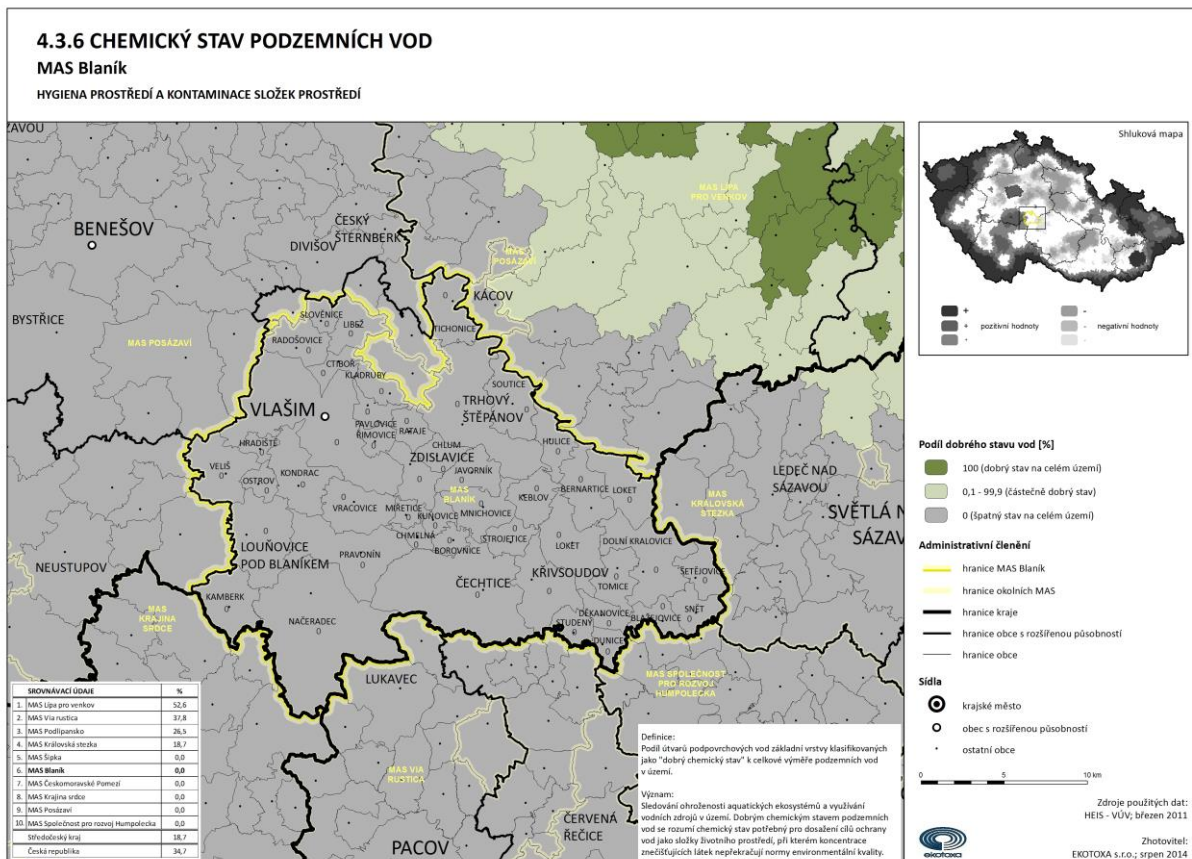 4.3.6 CHEMICKÝ STAV PODZEMNÍCH VOD
MAS Blaník
HYGIENA PROSTŘEDÍ A KONTAMINACE SLOŽEK PROSTŘEDÍ
ZAVOU
BENEŠOV
ČESKÝ
ŠTERNBERK
DIVIŠOV
MAS LÍPA
PRO VENKOV
MAS
POSÁZAVÍ
KÁCOV
BYSTŘICE
MAS POSÁZAVÍ
SLOVĚNICE
LIBEŽ
RADOŠOVICE
TICHONICE
CTIBOŘ
KLADRUBY
SOUTICE
VLAŠIM
TRHOVÝ
ŠTĚPÁNOV
PAVLOVICE
ŘIMOVICE
RATAJE
HRADIŠTĚ
CHLUM
ZDISLAVICE
HULICE
VELIŠ
OSTROV
KONDRAC
JAVORNÍK
MAS
BLANÍK
KEBLOV
BERNARTICE
LOKET
MAS
KRÁLOVSKÁ
STEZKA
LEDEČ NAD
SÁZAVOU
SVĚTLÁ N
SÁZAV
VRACOVICE
MIŘETICE
KUŇOVICE
MNICHOVICE
CHMELNÁ
BOROVNICE
STROJETICE
LOUŇOVICE
POD BLANÍKEM
PRAVONÍN
LOKET
DOLNÍ KRALOVICE
NEUSTUPOV
ČECHTICE
KŘIVSOUDOV
ŠETĚJOVICE
TOMICE
KAMBERK
MAS
KRAJINA
SRDCE
NAČERADEC
DĚKANOVICE
SNĚT
STUDENÝ
BLAŽEJOVICE
DUNICE
LUKAVEC
MAS SPOLEČNOST
PRO ROZVOJ
HUMPOLECKA
MAS VIA
RUSTICA
ČERVENÁ
ŘEČICE
PACOV
SROVNÁVACÍ ÚDAJE %
1. MAS Lípa pro venkov 52,6
2. MAS Via rustica 37,8
3. MAS Podlipansko 26,5
4. MAS Královská stezka 18,7
5. MAS Šipka 0,0
6. MAS Blaník 0,0
7. MAS Českomoravské Pomezí 0,0
8. MAS Krajina srdce 0,0
9. MAS Posázaví 0,0
10. MAS Společnost pro rozvoj Humpolecka 0,0
Středočeský kraj 18,7
Česká republika 34,7
Definice:
Podíl útvarů podpovrchových vod základní vrstvy klasifikovaných
jako "dobrý chemický stav" k celkové výměře podzemních vod
v území.
Význam:
Sledování ohroženosti aquatických ekosystémů a využívání
vodních zdrojů v území. Dobrým chemickým stavem podzemních
vod se rozumí chemický stav potřebný pro dosažení cílů ochrany
vod jako složky životního prostředí, při kterém koncentrace
znečišťujících látek nepřekračují normy environmentální kvality.
Shluková mapa
+ -
+ pozitivní hodnoty - negativní hodnoty
Podíl dobrého stavu vod [%]
100 (dobrý stav na celém území)
0,1 - 99,9 (částečně dobrý stav)
0 (špatný stav na celém území)
Administrativní členění
hranice MAS Blaník
hranice okolních MAS
hranice kraje
hranice obce s rozšířenou působností
hranice obce
Sídla
krajské město
obec s rozšířenou působností
ostatní obce
0 5 10 km
Zdroje použitých dat:
HEIS - VÚV; březen 2011
Zhotovitel:
EKOTOXA s.r.o.; srpen 2014
ekotoxa